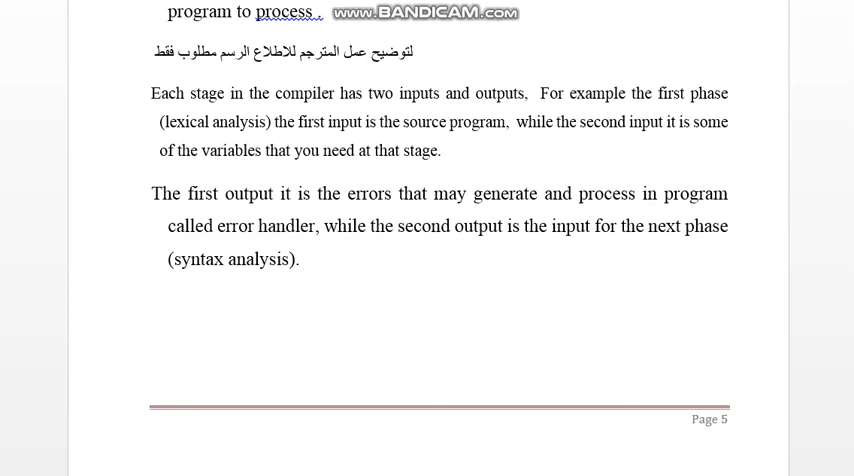 program to process .
www.BANDICAM.com
لتوضيح عمل المترجم للاطلاع الرسم مطلوب فقط
Each stage in the compiler has two inputs and outputs, For example the first phase
(lexical analysis) the first input is the source program, while the second input it is some
of the variables that you need at that stage.
The first output it is the errors that may generate and process in program
called error handler, while the second output is the input for the next phase
(syntax analysis).
Page 5